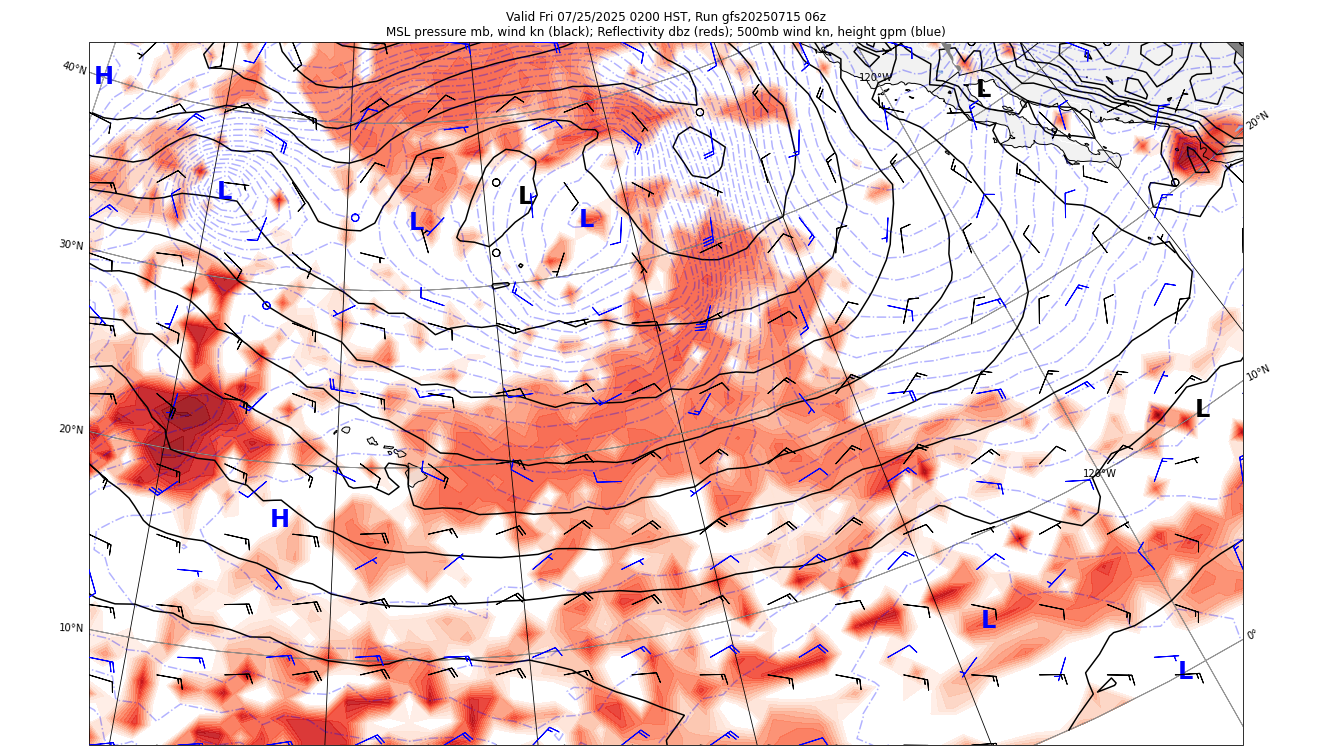 Valid Fri 07/25/2025 0200 HST, Run gfs20250715 06z
MSL pressure mb, wind kn (black); Reflectivity dbz (reds); 500mb wind kn, height gpm (blue)
40°N
H
120°W
L
20°N
L
L
L
L
30°N
10°N
L
20°N
120°W
H
10°N
L
0°
L